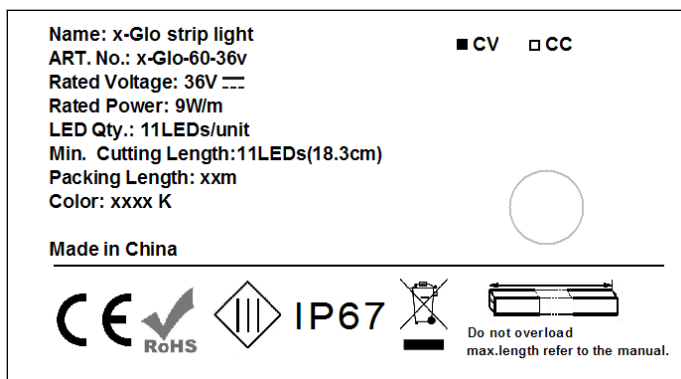 Name: x-Glo strip light
■ CV □ CC
ART. No.: x-Glo-60-36v
Rated Voltage: 36V ⎓
Rated Power: 9W/m
LED Qty.: 11LEDs/unit
Min. Cutting Length:11LEDs(18.3cm)
Packing Length: xxm
Color: xxxx K
Made in China
CE
RoHS
III
IP67
Do not overload
max.length refer to the manual.